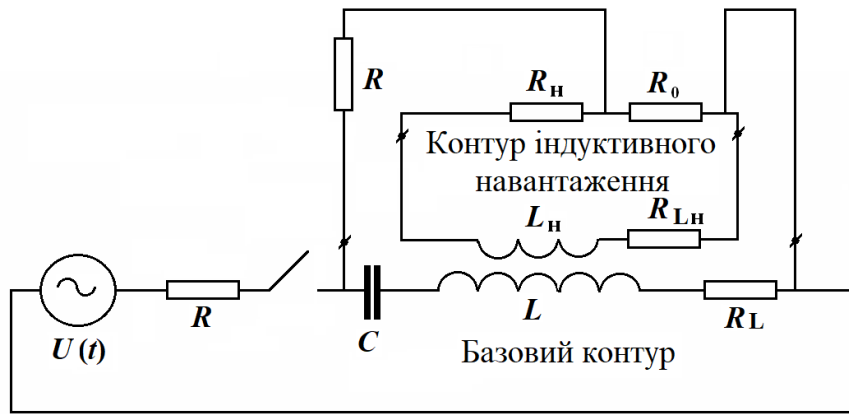 R
Rн
R₀
Контур індуктивного
навантаження
Lн
RLн
R
U(t)
C
L
RL
Базовий контур